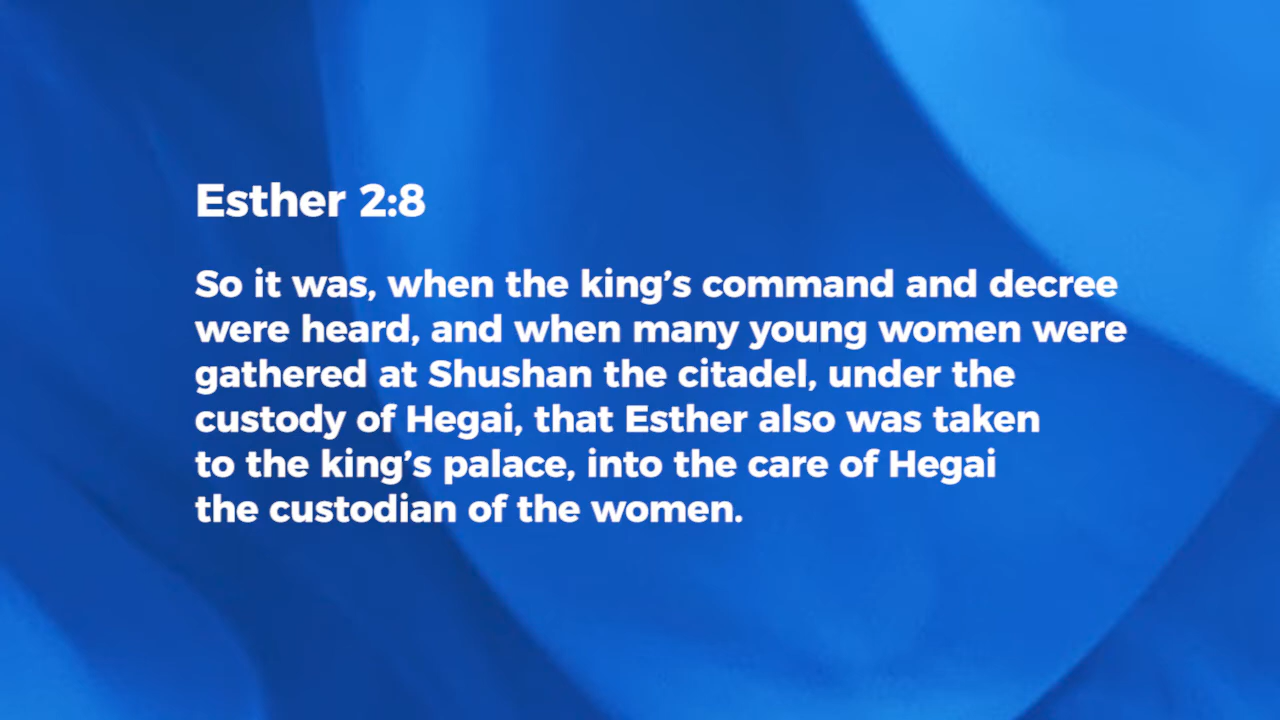 Esther 2:8
So it was, when the king’s command and decree
were heard, and when many young women were
gathered at Shushan the citadel, under the
custody of Hegai, that Esther also was taken
to the king’s palace, into the care of Hegai
the custodian of the women.